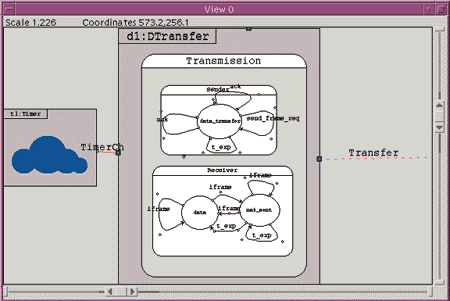 View 0
Scale 1.226 Coordinates 573.2,256.1
d1:DTransfer
Transmission
Sender
ack
data_transfer
nak
send_frame_req
t_exp
t1:Timer
TimerCh
Transfer
Receiver
iframe
iframe
iframe
data
iframe
nak_sent
t_exp
t_exp